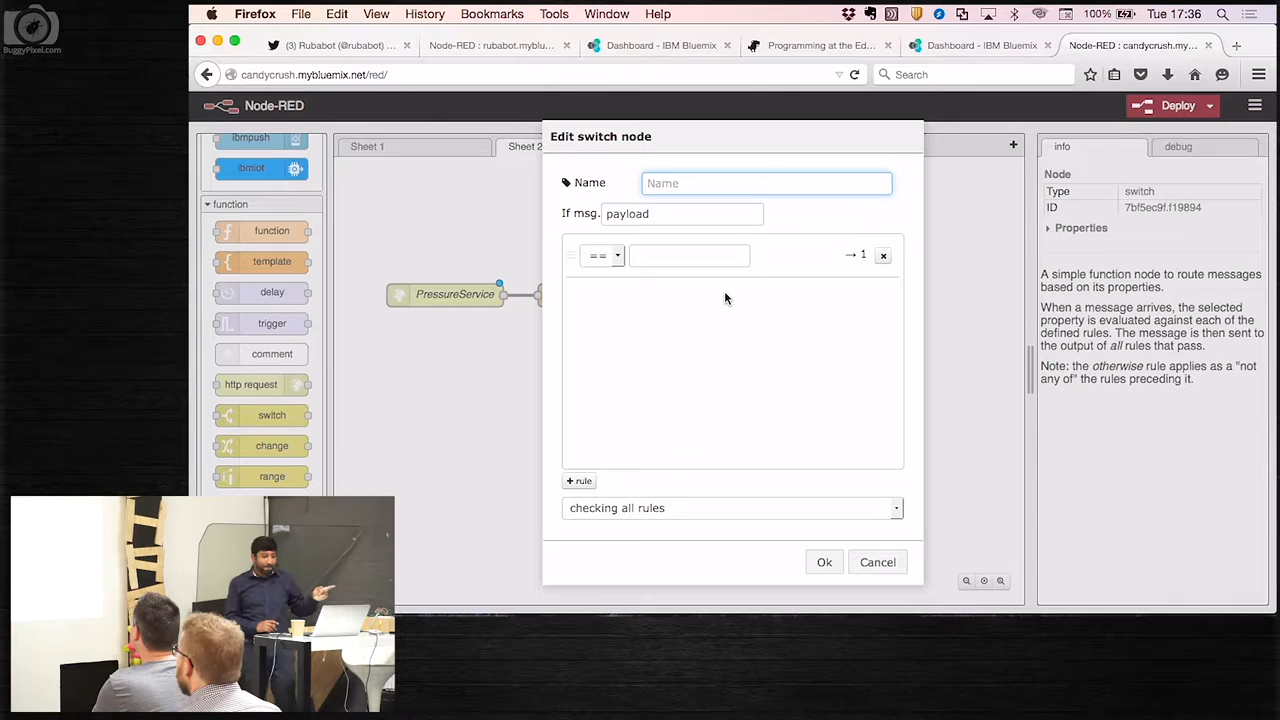 BuggyPixel.com
Firefox File Edit View History Bookmarks Tools Window Help 100% Tue 17:36
(3) Rubabot (@rubabot) ×
NodeRED : rubabot.myblu... ×
Dashboard - IBM Bluemix ×
Programming at the Ed... ×
Dashboard - IBM Bluemix ×
Node-RED : candycrush.my... × +
candycrush.mybluemix.net/red/
Search
Node-RED
Deploy
ibmpush
ibmiot
function
function
template
delay
trigger
comment
http request
switch
change
range
Sheet 1
Sheet 2
+
PressureService
Edit switch node
Name
Name
If msg. payload
==
→ 1 ×
+ rule
checking all rules
Ok
Cancel
info
debug
Node
Type switch
ID 7bf5ec9f.f19894
Properties
A simple function node to route messages
based on its properties.
When a message arrives, the selected
property is evaluated against each of the
defined rules. The message is then sent to
the output of all rules that pass.
Note: the otherwise rule applies as a "not
any of" the rules preceding it.